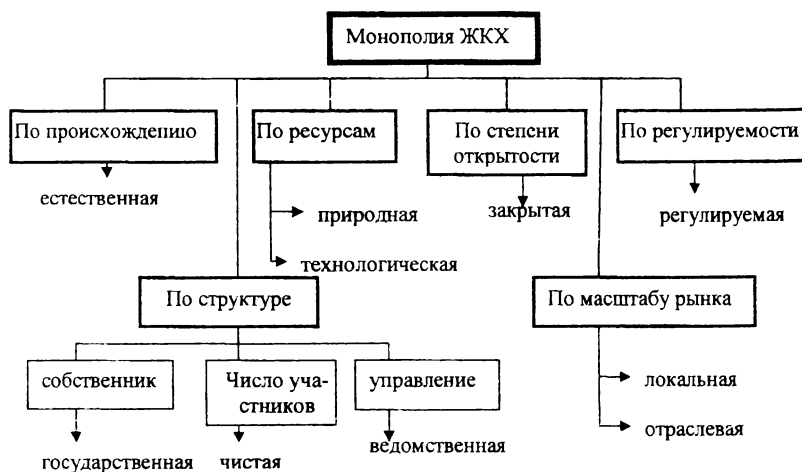 Монополия ЖКХ
По происхождению
По ресурсам
По степени
открытости
По регулируемости
естественная
природная
технологическая
закрытая
регулируемая
По структуре
По масштабу рынка
собственник
Число уча-
стников
управление
локальная
отраслевая
государственная
чистая
ведомственная